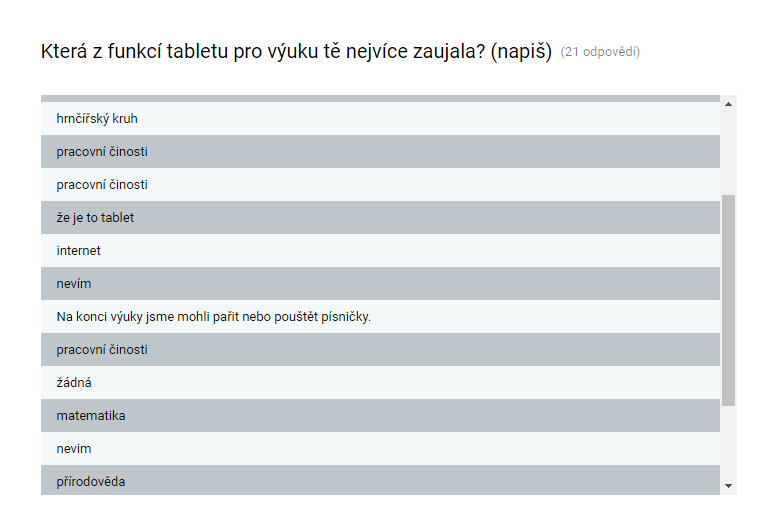 Která z funkcí tabletu pro výuku tě nejvíce zaujala? (napiš) (21 odpovědí)
hrnčířský kruh
pracovní činosti
pracovní činosti
že je to tablet
internet
nevím
Na konci výuky jsme mohli pařit nebo pouštět písničky.
pracovní činosti
žádná
matematika
nevim
přírodověda